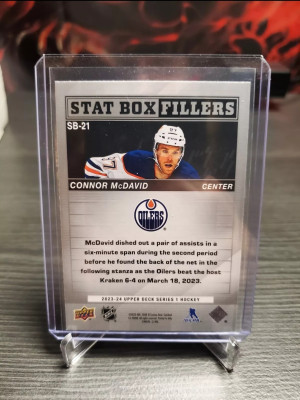 STAT BOX FILLERS
SB-21
97
CONNOR McDAVID
CENTER
OILERS
McDavid dished out a pair of assists in a
six-minute span during the second period
before he found the back of the net in the
following stanza as the Oilers beat the host
Kraken 6-4 on March 18, 2023.
2023-24 UPPER DECK SERIES 1 HOCKEY